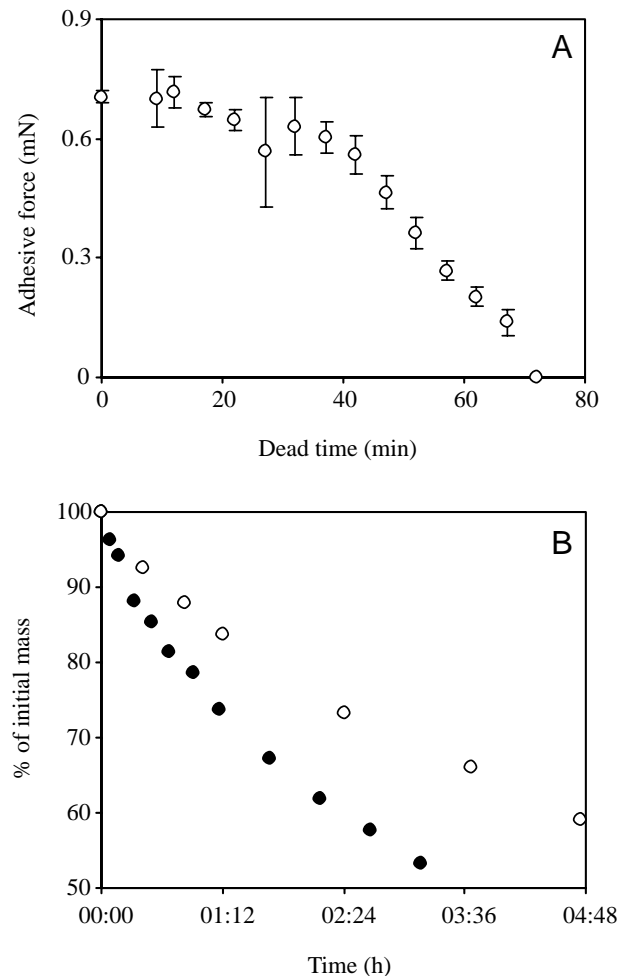 A
0.9
0.6
0.3
0
Adhesive force (mN)
0 20 40 60 80
Dead time (min)
B
100
90
80
70
60
50
% of initial mass
00:00 01:12 02:24 03:36 04:48
Time (h)